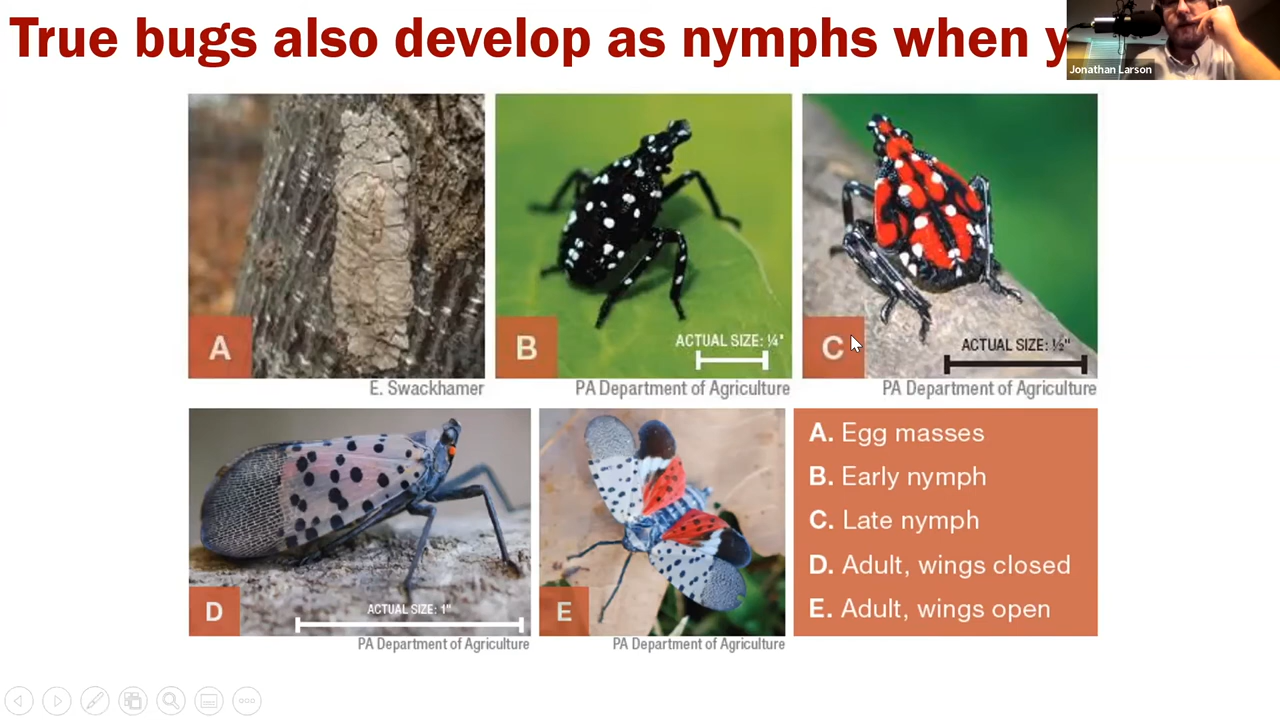 True bugs also develop as nymphs when y
Jonathan Larson
A
B
ACTUAL SIZE: ¼"
C
ACTUAL SIZE: ½"
E. Swackhamer
PA Department of Agriculture
PA Department of Agriculture
D
ACTUAL SIZE: 1"
E
A. Egg masses
B. Early nymph
C. Late nymph
D. Adult, wings closed
E. Adult, wings open
PA Department of Agriculture
PA Department of Agriculture